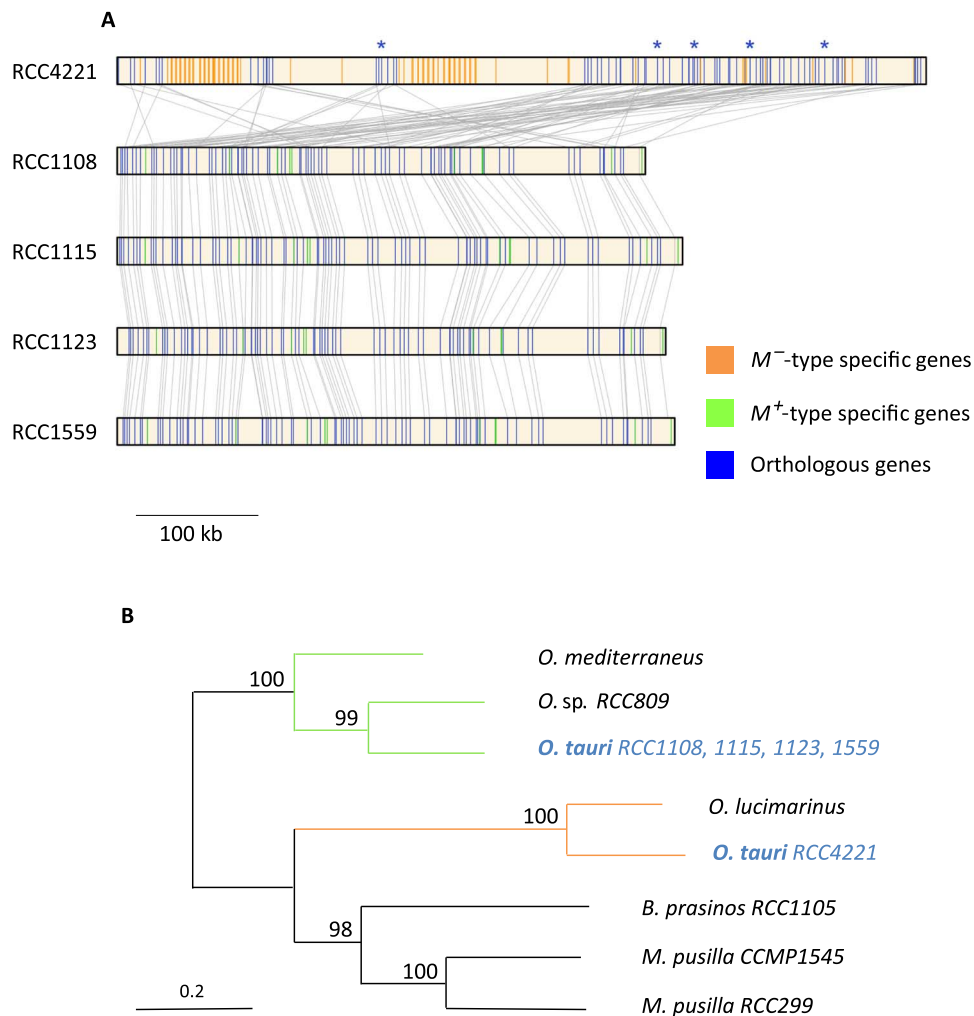 A
* * * * *
RCC4221
RCC1108
RCC1115
RCC1123
RCC1559
M⁻-type specific genes
M⁺-type specific genes
Orthologous genes
100 kb
B
O. mediterraneus
100
O. sp. RCC809
99
O. tauri RCC1108, 1115, 1123, 1559
O. lucimarinus
100
O. tauri RCC4221
B. prasinos RCC1105
98
M. pusilla CCMP1545
100
0.2
M. pusilla RCC299